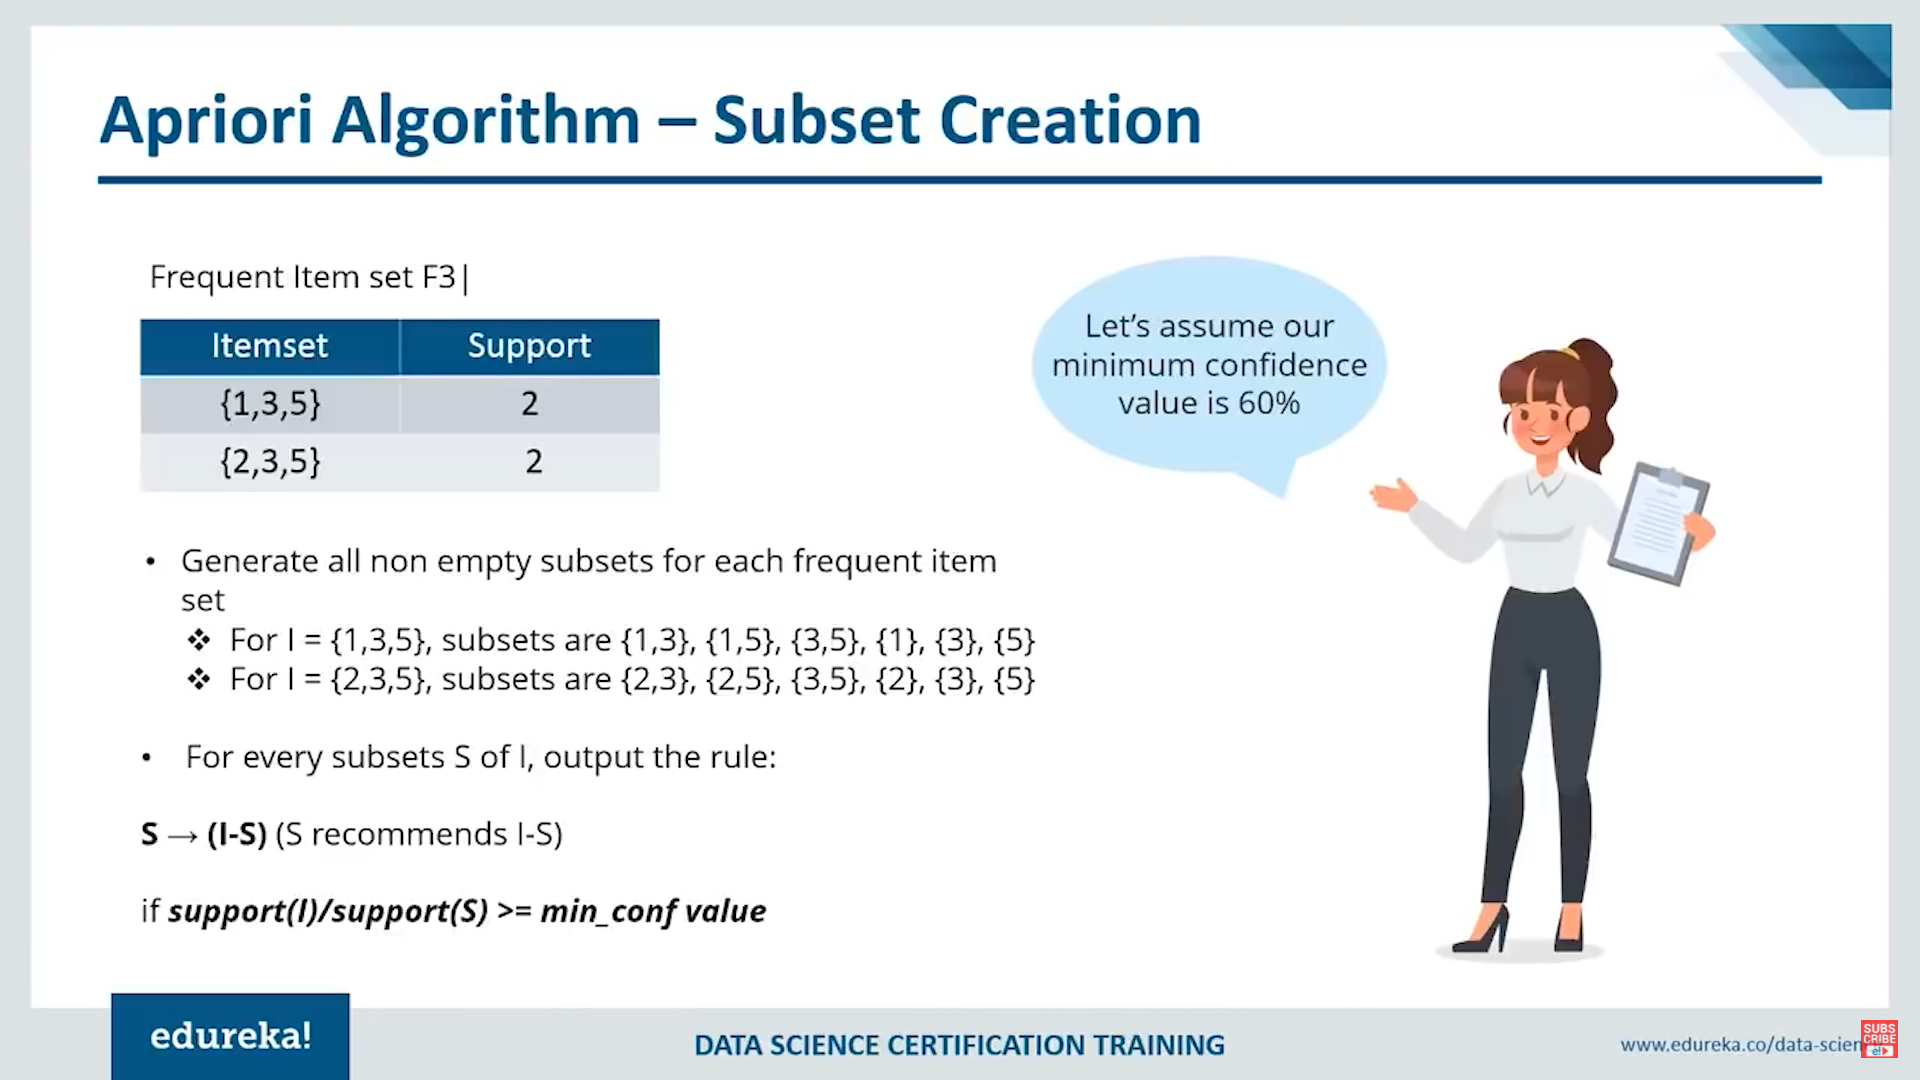 Apriori Algorithm – Subset Creation
Frequent Item set F3|
Itemset Support
{1,3,5} 2
{2,3,5} 2
Let’s assume our
minimum confidence
value is 60%
• Generate all non empty subsets for each frequent item
set
❖ For I = {1,3,5}, subsets are {1,3}, {1,5}, {3,5}, {1}, {3}, {5}
❖ For I = {2,3,5}, subsets are {2,3}, {2,5}, {3,5}, {2}, {3}, {5}
• For every subsets S of I, output the rule:
S → (I-S) (S recommends I-S)
if support(I)/support(S) >= min_conf value
edureka!
DATA SCIENCE CERTIFICATION TRAINING
www.edureka.co/data-scien
SUBS
CRIBE
e!